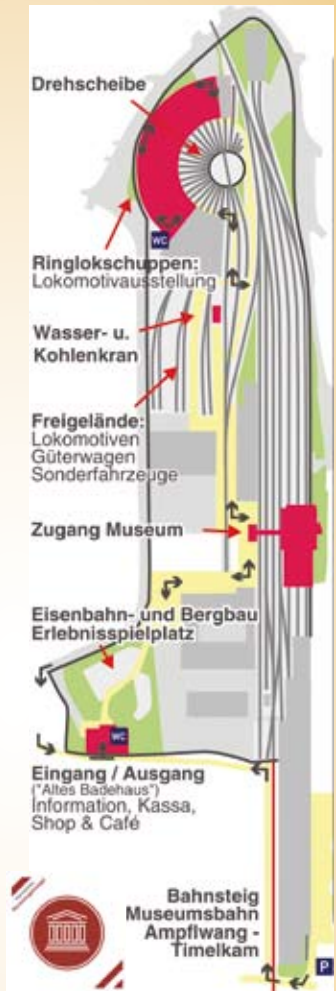 Drehscheibe
WC
Ringlokschuppen:
Lokomotivausstellung
Wasser- u.
Kohlenkran
Freigelände:
Lokomotiven
Güterwagen
Sonderfahrzeuge
Zugang Museum
Eisenbahn- und Bergbau
Erlebnisspielplatz
WC
Eingang / Ausgang
("Altes Badehaus")
Information, Kassa,
Shop & Café
Bahnsteig
Museumsbahn
Ampflwang -
Timelkam
P